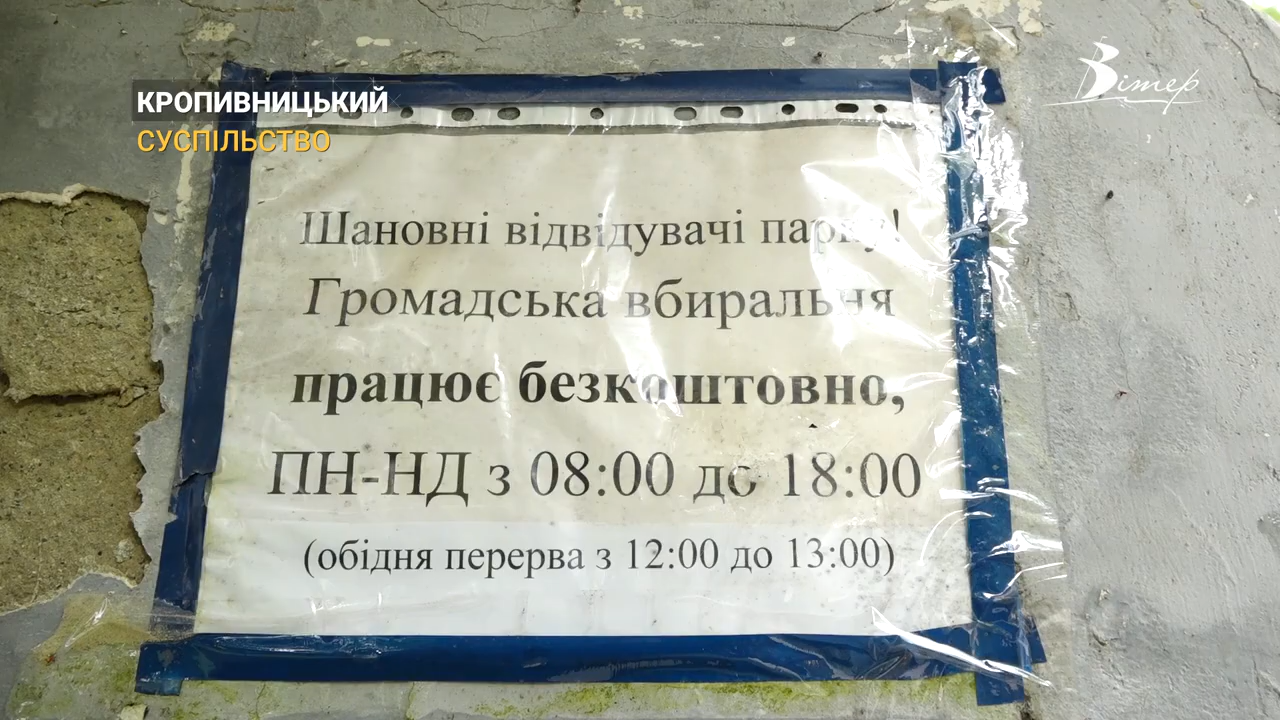 КРОПИВНИЦЬКИЙ
СУСПІЛЬСТВО
Вітер
Шановні відвідувачі парку!
Громадська вбиральня
працює безкоштовно,
ПН-НД з 08:00 до 18:00
(обідня перерва з 12:00 до 13:00)